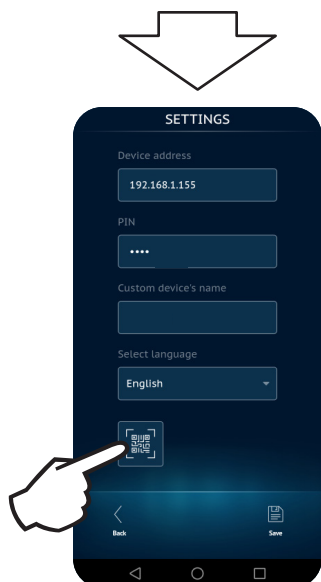 SETTINGS
Device address
192.168.1.155
PIN
••••
Custom device's name
Select language
English
Back
Save